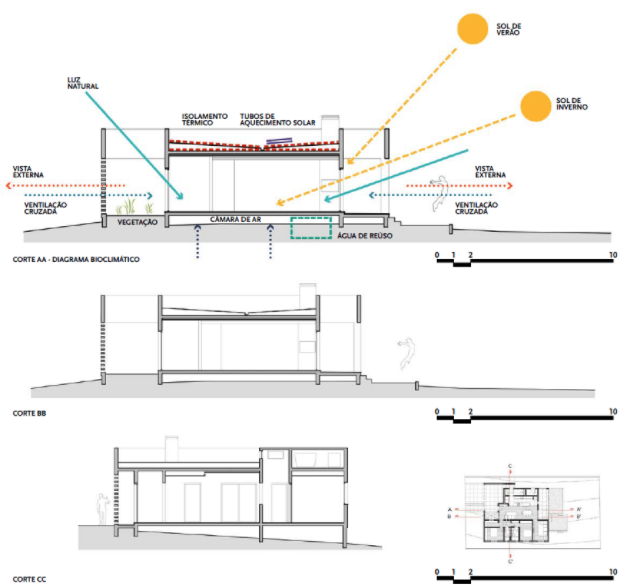 SOL DE
VERÃO
LUZ
NATURAL
SOL DE
INVERNO
ISOLAMENTO
TÉRMICO
TUBOS DE
AQUECIMENTO SOLAR
VISTA
EXTERNA
VISTA
EXTERNA
VENTILAÇÃO
CRUZADA
VENTILAÇÃO
CRUZADA
VEGETAÇÃO
CÂMARA DE AR
ÁGUA DE REÚSO
CORTE AA - DIAGRAMA BIOCLIMÁTICO
0 1 2 10
CORTE BB
0 1 2 10
C
A A'
B B'
C'
CORTE CC
0 1 2 10